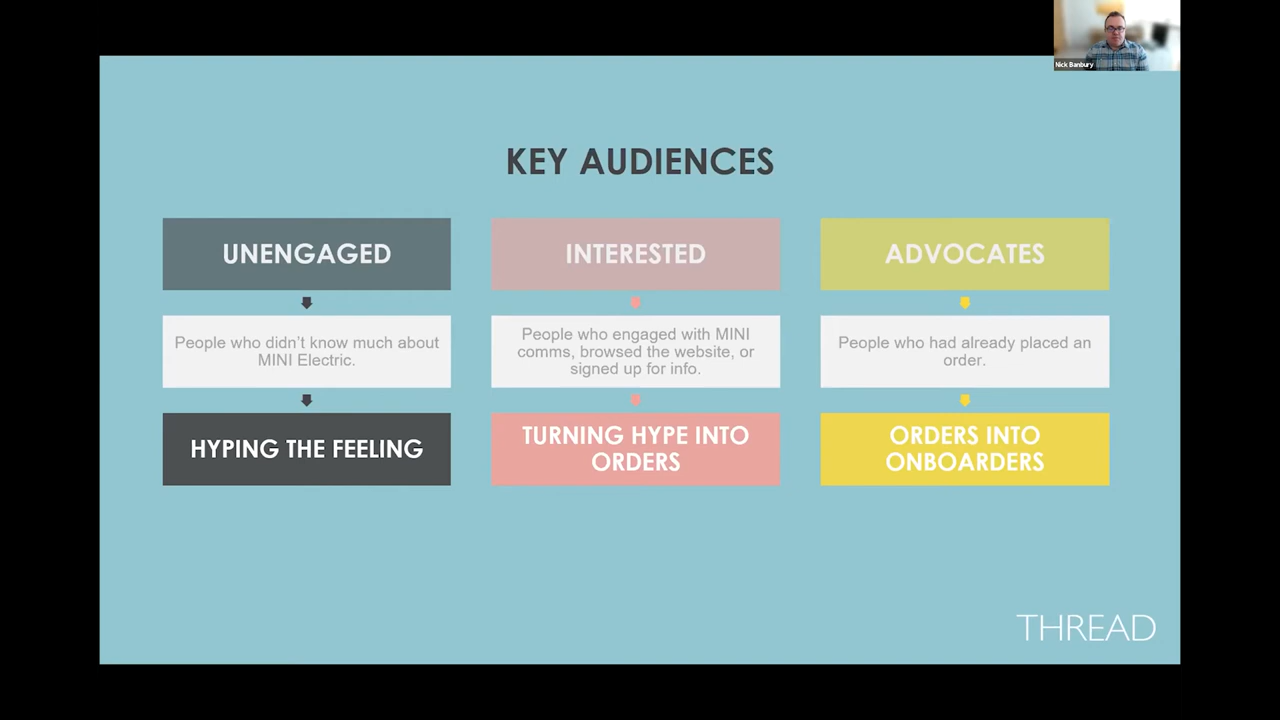 Nick Banbury
KEY AUDIENCES
UNENGAGED
People who didn't know much about
MINI Electric.
HYPING THE FEELING
INTERESTED
People who engaged with MINI
comms, browsed the website, or
signed up for info.
TURNING HYPE INTO
ORDERS
ADVOCATES
People who had already placed an
order.
ORDERS INTO
ONBOARDERS
THREAD